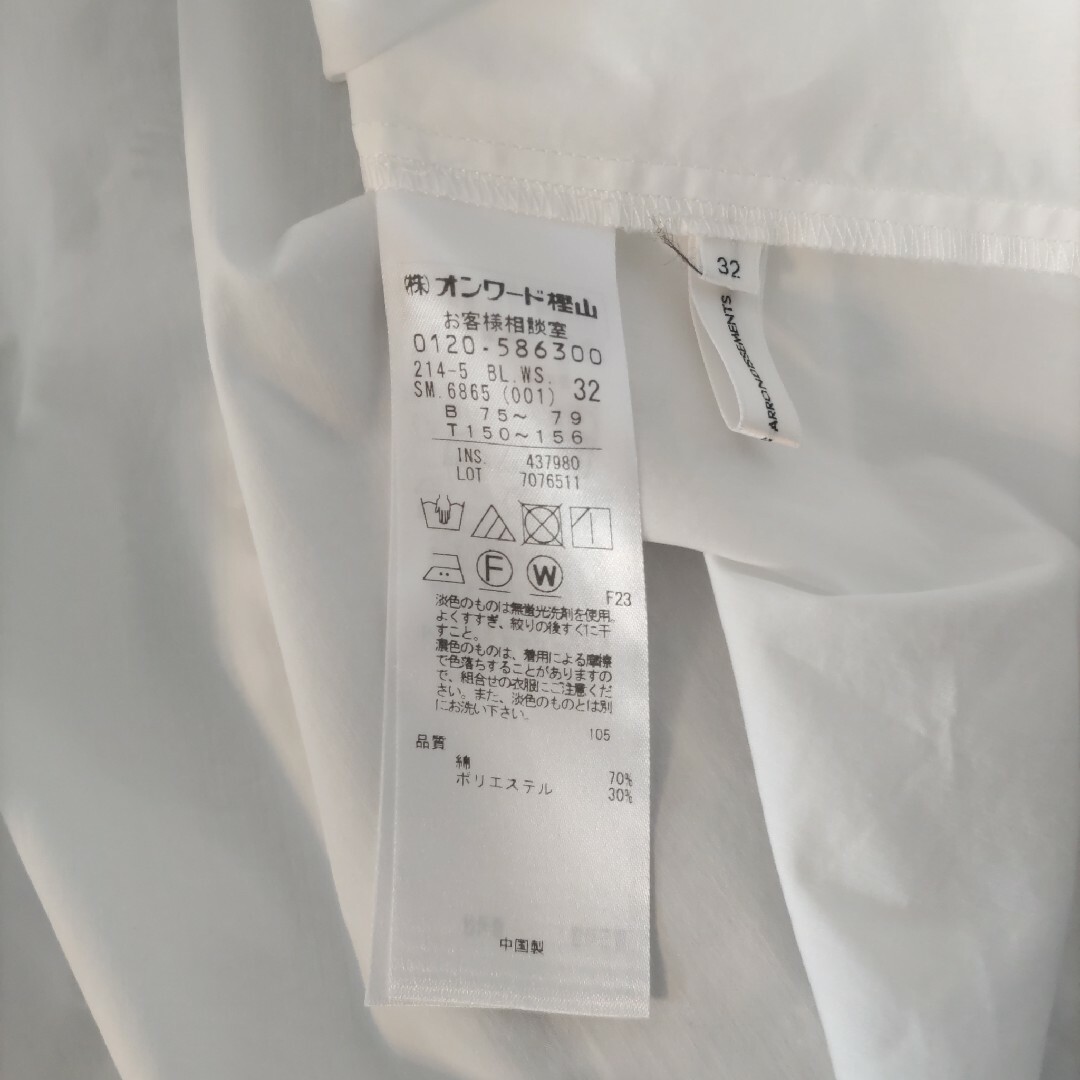 (株)オンワード樫山
お客様相談室
0120-586300
214-5 BL.WS. 32
SM.6865 (001)
B 75～ 79
T150～156
INS. 437980
LOT 7076511
F W
F23
淡色のものは無蛍光洗剤を使用。
よくすすぎ、絞りの後すぐに干
すこと。
濃色のものは、着用による摩擦
で色落ちすることがありますの
で、組合せの衣服にご注意くだ
さい。また、淡色のものとは別
にお洗い下さい。
105
品質
綿 70%
ポリエステル 30%
中国製
32
ARRONDISSEMENTS